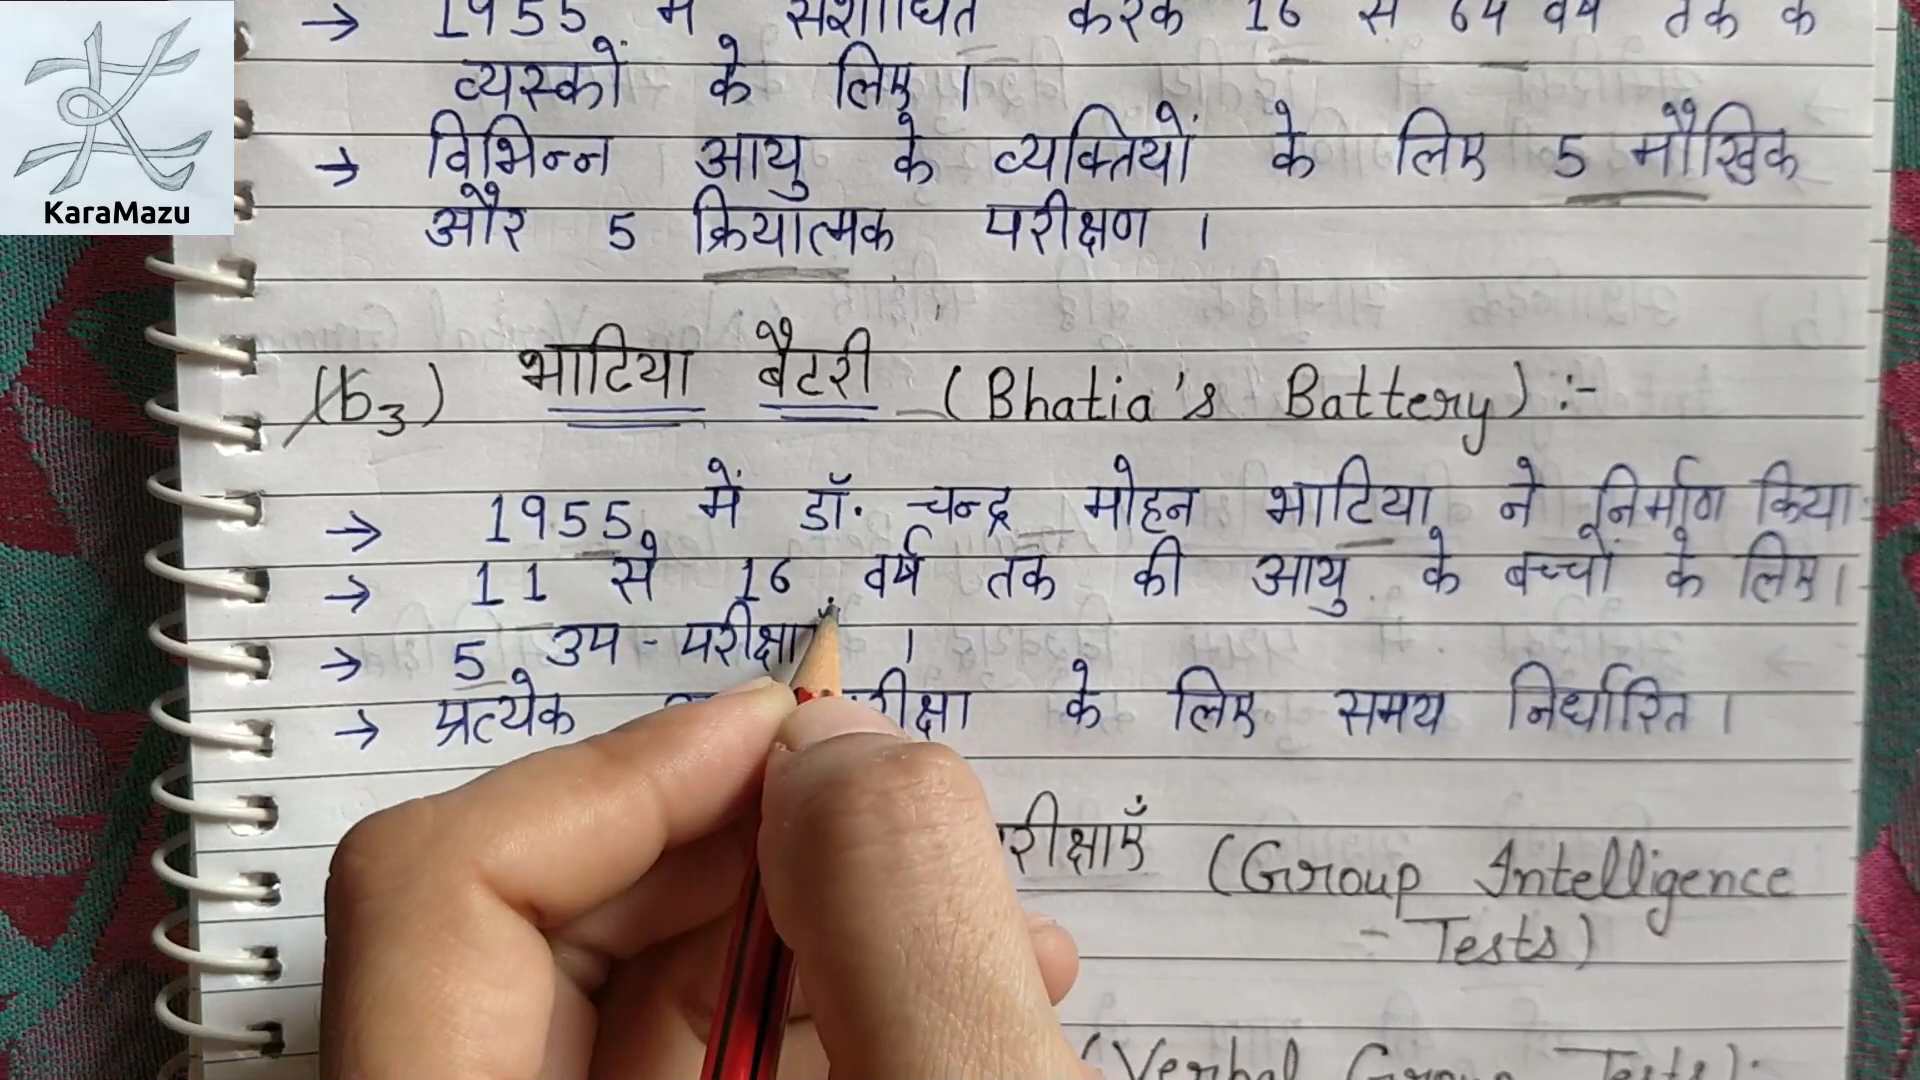 → 1955 में संशोधित करके 16 से 64 वर्ष तक के
व्यस्कों के लिए।
→ विभिन्न आयु के व्यक्तियों के लिए 5 मौखिक
और 5 क्रियात्मक परीक्षण ।
(b3) भाटिया बैटरी (Bhatia's Battery) :-
→ 1955 में डॉ. चन्द्र मोहन भाटिया ने निर्माण किया
→ 11 से 16 वर्ष तक की आयु के बच्चों के लिए।
→ 5 उप-परीक्षा ।
→ प्रत्येक के लिए समय निर्धारित ।
(Group Intelligence
- Tests)
(Verbal Group Tests):
KaraMazu